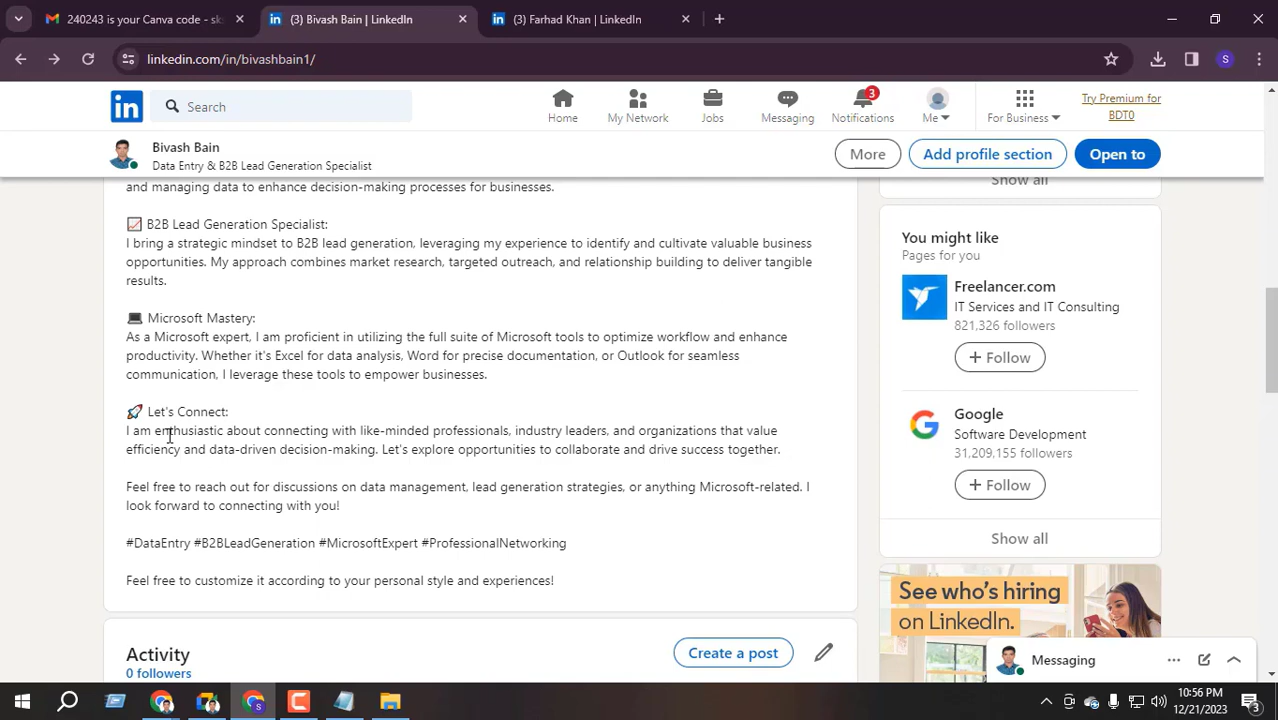 240243 is your Canva code - sk
(3) Bivash Bain | LinkedIn
(3) Farhad Khan | LinkedIn
linkedin.com/in/bivashbain1/
S
Search
Home
My Network
Jobs
Messaging
3
Notifications
Me
For Business
Try Premium for
BDT0
Bivash Bain
Data Entry & B2B Lead Generation Specialist
More
Add profile section
Open to
and managing data to enhance decision-making processes for businesses.
B2B Lead Generation Specialist:
I bring a strategic mindset to B2B lead generation, leveraging my experience to identify and cultivate valuable business
opportunities. My approach combines market research, targeted outreach, and relationship building to deliver tangible
results.
Microsoft Mastery:
As a Microsoft expert, I am proficient in utilizing the full suite of Microsoft tools to optimize workflow and enhance
productivity. Whether it's Excel for data analysis, Word for precise documentation, or Outlook for seamless
communication, I leverage these tools to empower businesses.
Let's Connect:
I am enthusiastic about connecting with like-minded professionals, industry leaders, and organizations that value
efficiency and data-driven decision-making. Let's explore opportunities to collaborate and drive success together.
Feel free to reach out for discussions on data management, lead generation strategies, or anything Microsoft-related. I
look forward to connecting with you!
#DataEntry #B2BLeadGeneration #MicrosoftExpert #ProfessionalNetworking
Feel free to customize it according to your personal style and experiences!
Activity
0 followers
Create a post
Show all
You might like
Pages for you
Freelancer.com
IT Services and IT Consulting
821,326 followers
+ Follow
Google
Software Development
31,209,155 followers
+ Follow
Show all
See who's hiring
on LinkedIn.
Messaging
10:56 PM
12/21/2023
3